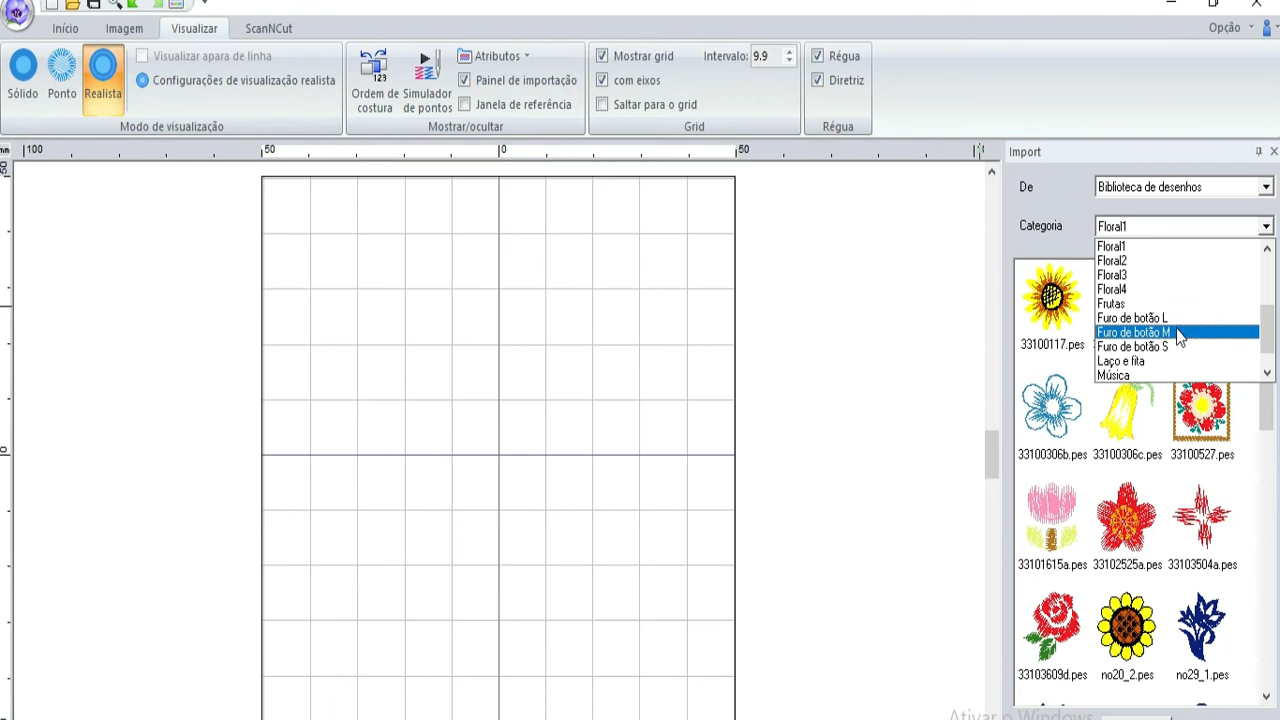 Opção
Início Imagem Visualizar ScanNCut
Sólido Ponto Realista
Visualizar apara de linha
Configurações de visualização realista
Modo de visualização
Ordem de costura
Simulador de pontos
Atributos
Painel de importação
Janela de referência
Mostrar/ocultar
Mostrar grid Intervalo: 9.9
com eixos
Saltar para o grid
Grid
Régua
Diretriz
Régua
mm 100 50 0 50
50
0
Import
De Biblioteca de desenhos
Categoria Floral1
Floral1
Floral2
Floral3
Floral4
Frutas
Furo de botão L
Furo de botão M
Furo de botão S
Laço e fita
Música
33100117.pes
33100306b.pes 33100306c.pes 33100527.pes
33101615a.pes 33102525a.pes 33103504a.pes
33103609d.pes no20_2.pes no29_1.pes
Ativar o Windows